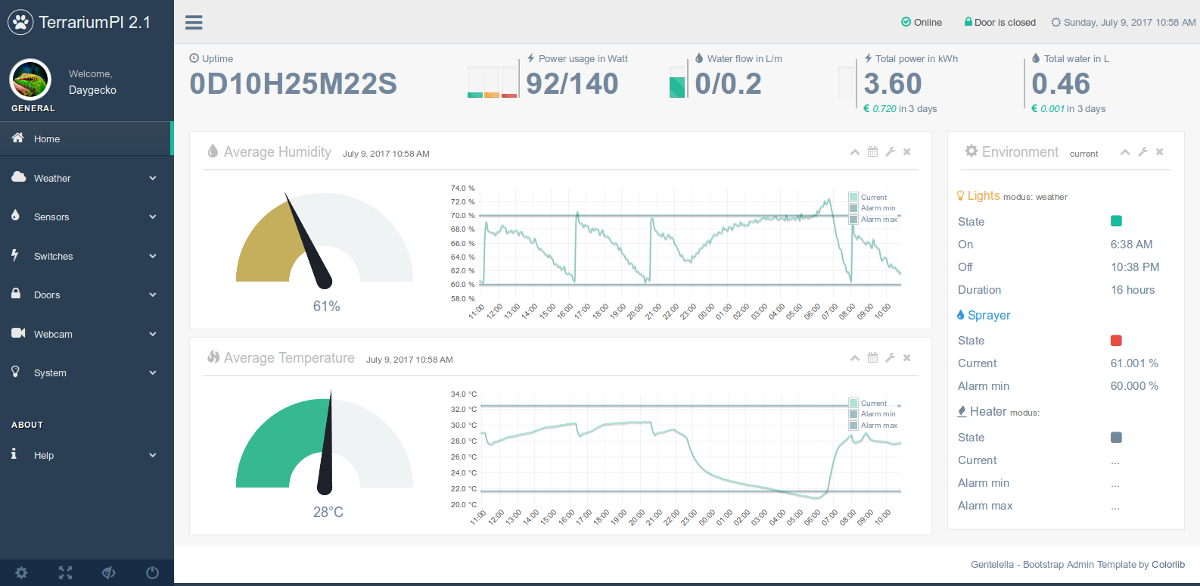 TerrariumPI 2.1
Online
Door is closed
Sunday, July 9, 2017 10:58 AM
Welcome,
Daygecko
GENERAL
Home
Weather
Sensors
Switches
Doors
Webcam
System
ABOUT
Help
Uptime
0D10H25M22S
Power usage in Watt
92/140
Water flow in L/m
0/0.2
Total power in kWh
3.60
€ 0.720 in 3 days
Total water in L
0.46
€ 0.001 in 3 days
Average Humidity July 9, 2017 10:58 AM
61%
74.0 %
72.0 %
70.0 %
68.0 %
66.0 %
64.0 %
62.0 %
60.0 %
58.0 %
Current
Alarm min
Alarm max
11:00 12:00 13:00 14:00 15:00 16:00 17:00 18:00 19:00 20:00 21:00 22:00 23:00 00:00 01:00 02:00 03:00 04:00 05:00 06:00 07:00 08:00 09:00 10:00
Average Temperature July 9, 2017 10:58 AM
28°C
34.0 °C
32.0 °C
30.0 °C
28.0 °C
26.0 °C
24.0 °C
22.0 °C
20.0 °C
Current
Alarm min
Alarm max
11:00 12:00 13:00 14:00 15:00 16:00 17:00 18:00 19:00 20:00 21:00 22:00 23:00 00:00 01:00 02:00 03:00 04:00 05:00 06:00 07:00 08:00 09:00 10:00
Environment current
Lights modus: weather
State
On 6:38 AM
Off 10:38 PM
Duration 16 hours
Sprayer
State
Current 61.001 %
Alarm min 60.000 %
Heater modus:
State
Current ...
Alarm min ...
Alarm max ...
Gentelella - Bootstrap Admin Template by Colorlib